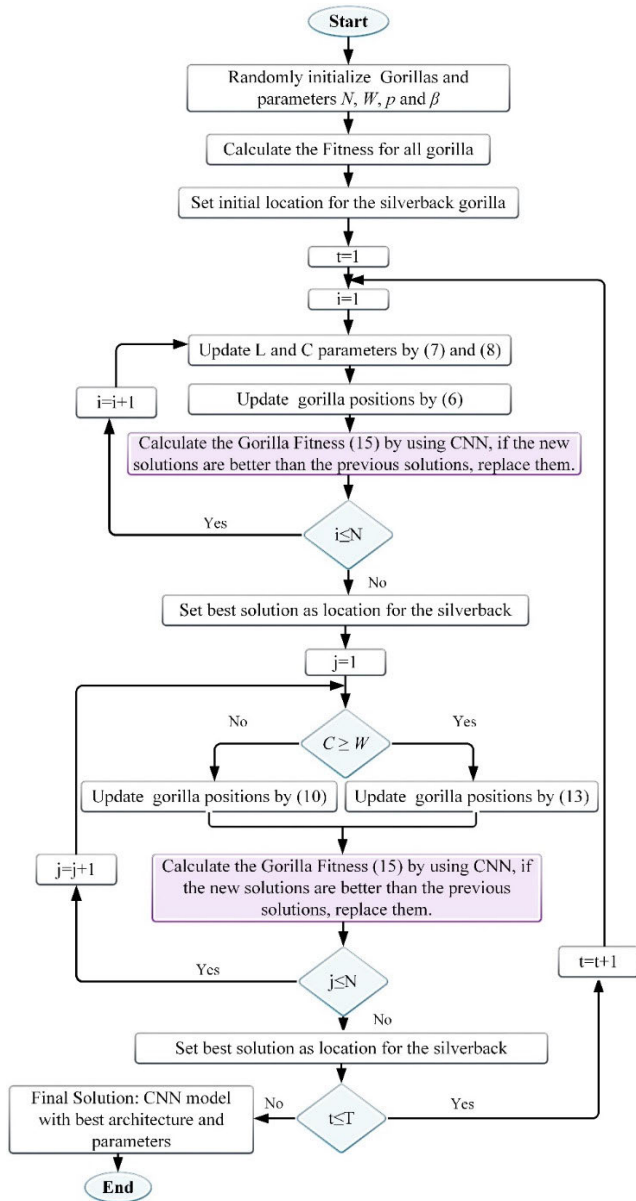 Start
Randomly initialize Gorillas and
parameters N, W, p and β
Calculate the Fitness for all gorilla
Set initial location for the silverback gorilla
t=1
i=1
Update L and C parameters by (7) and (8)
i=i+1
Update gorilla positions by (6)
Calculate the Gorilla Fitness (15) by using CNN, if the new
solutions are better than the previous solutions, replace them.
Yes
i≤N
No
Set best solution as location for the silverback
j=1
No
Yes
C ≥ W
Update gorilla positions by (10)
Update gorilla positions by (13)
Calculate the Gorilla Fitness (15) by using CNN, if
the new solutions are better than the previous
solutions, replace them.
j=j+1
t=t+1
Yes
j≤N
No
Set best solution as location for the silverback
Final Solution: CNN model
with best architecture and
parameters
No
t≤T
Yes
End